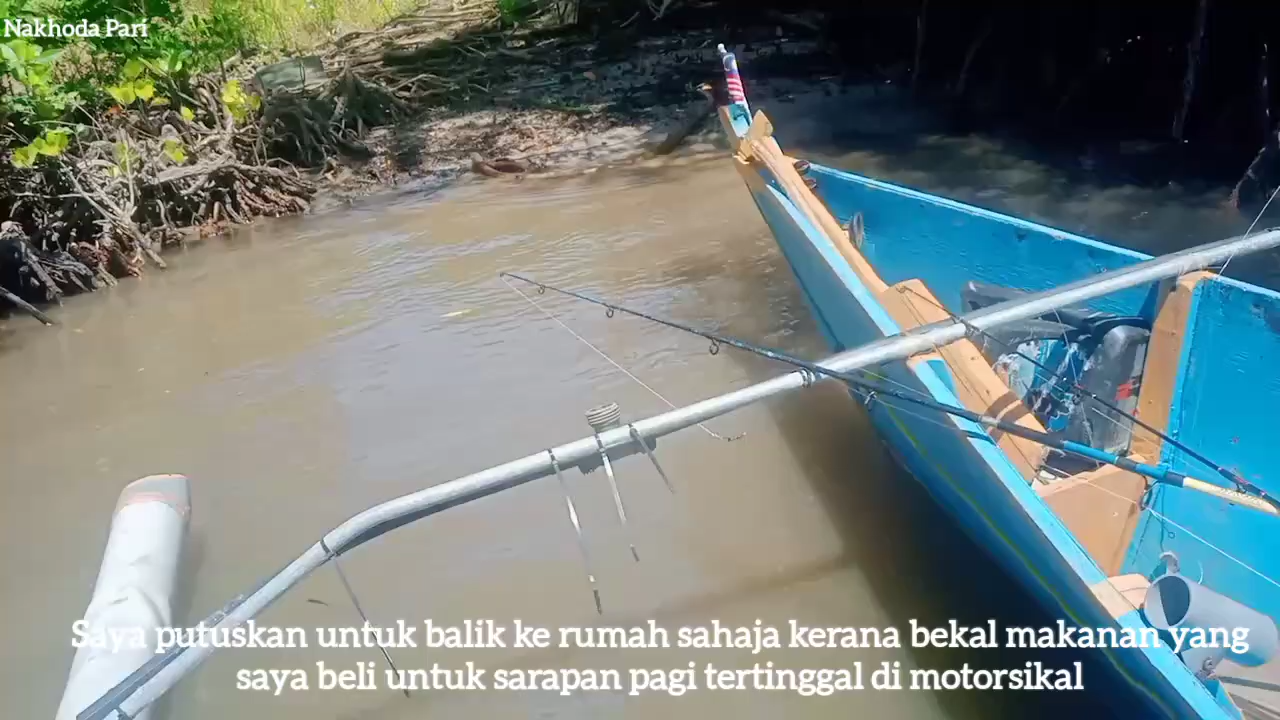 Nakhoda Pari
Saya putuskan untuk balik ke rumah sahaja kerana bekal makanan yang
saya beli untuk sarapan pagi tertinggal di motorsikal